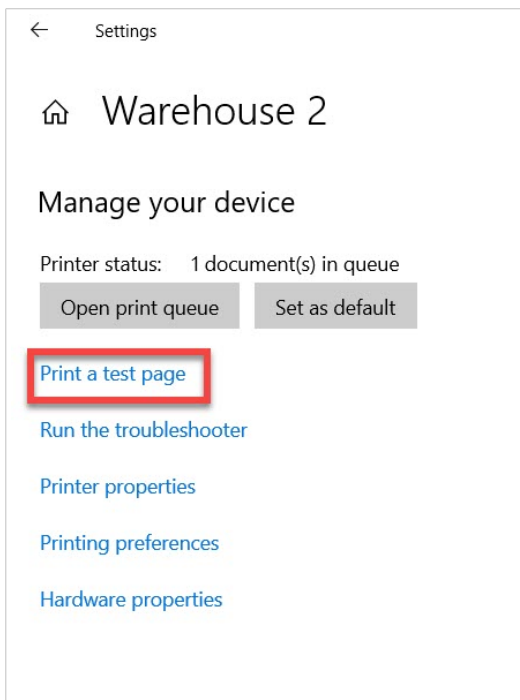 Settings
Warehouse 2
Manage your device
Printer status: 1 document(s) in queue
Open print queue Set as default
Print a test page
Run the troubleshooter
Printer properties
Printing preferences
Hardware properties